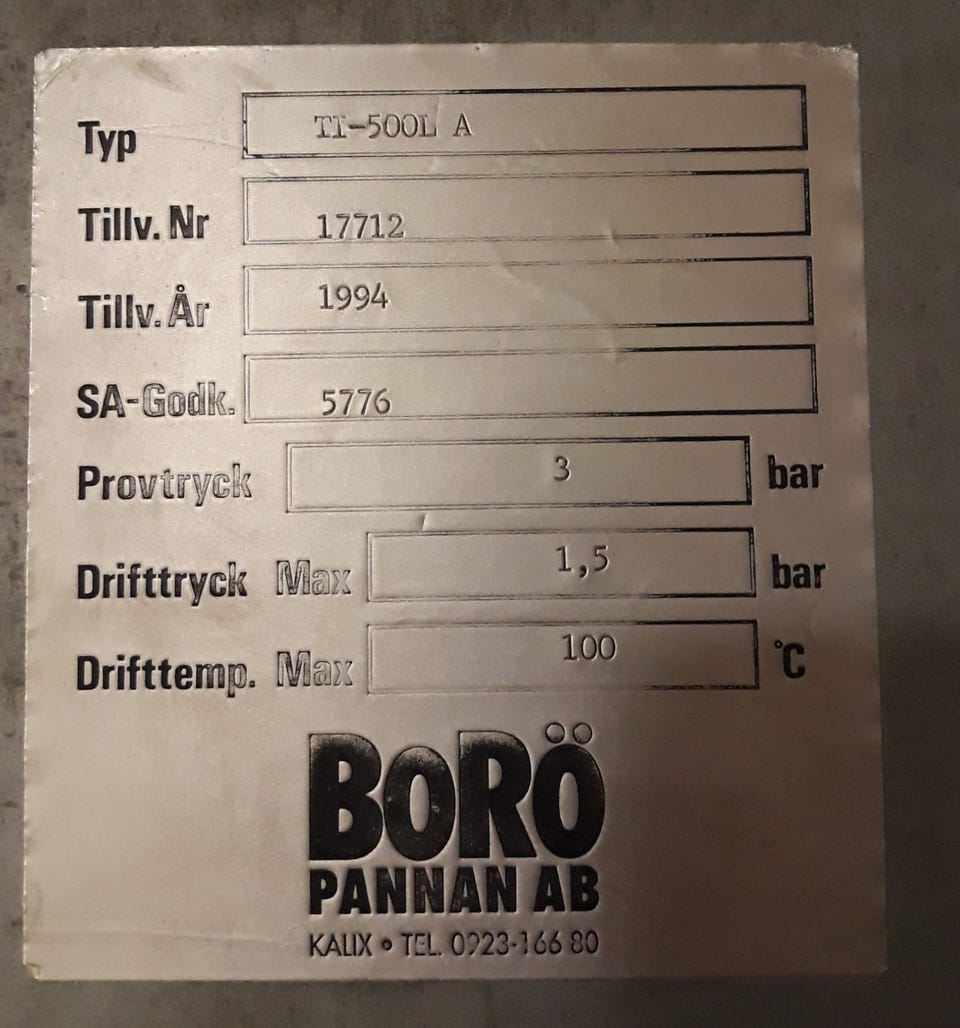 Typ TI-500L A
Tillv. Nr 17712
Tillv. År 1994
SA-Godk. 5776
Provtryck 3 bar
Drifttryck Max 1,5 bar
Drifttemp. Max 100 °C
BORÖ
PANNAN AB
KALIX • TEL. 0923-166 80